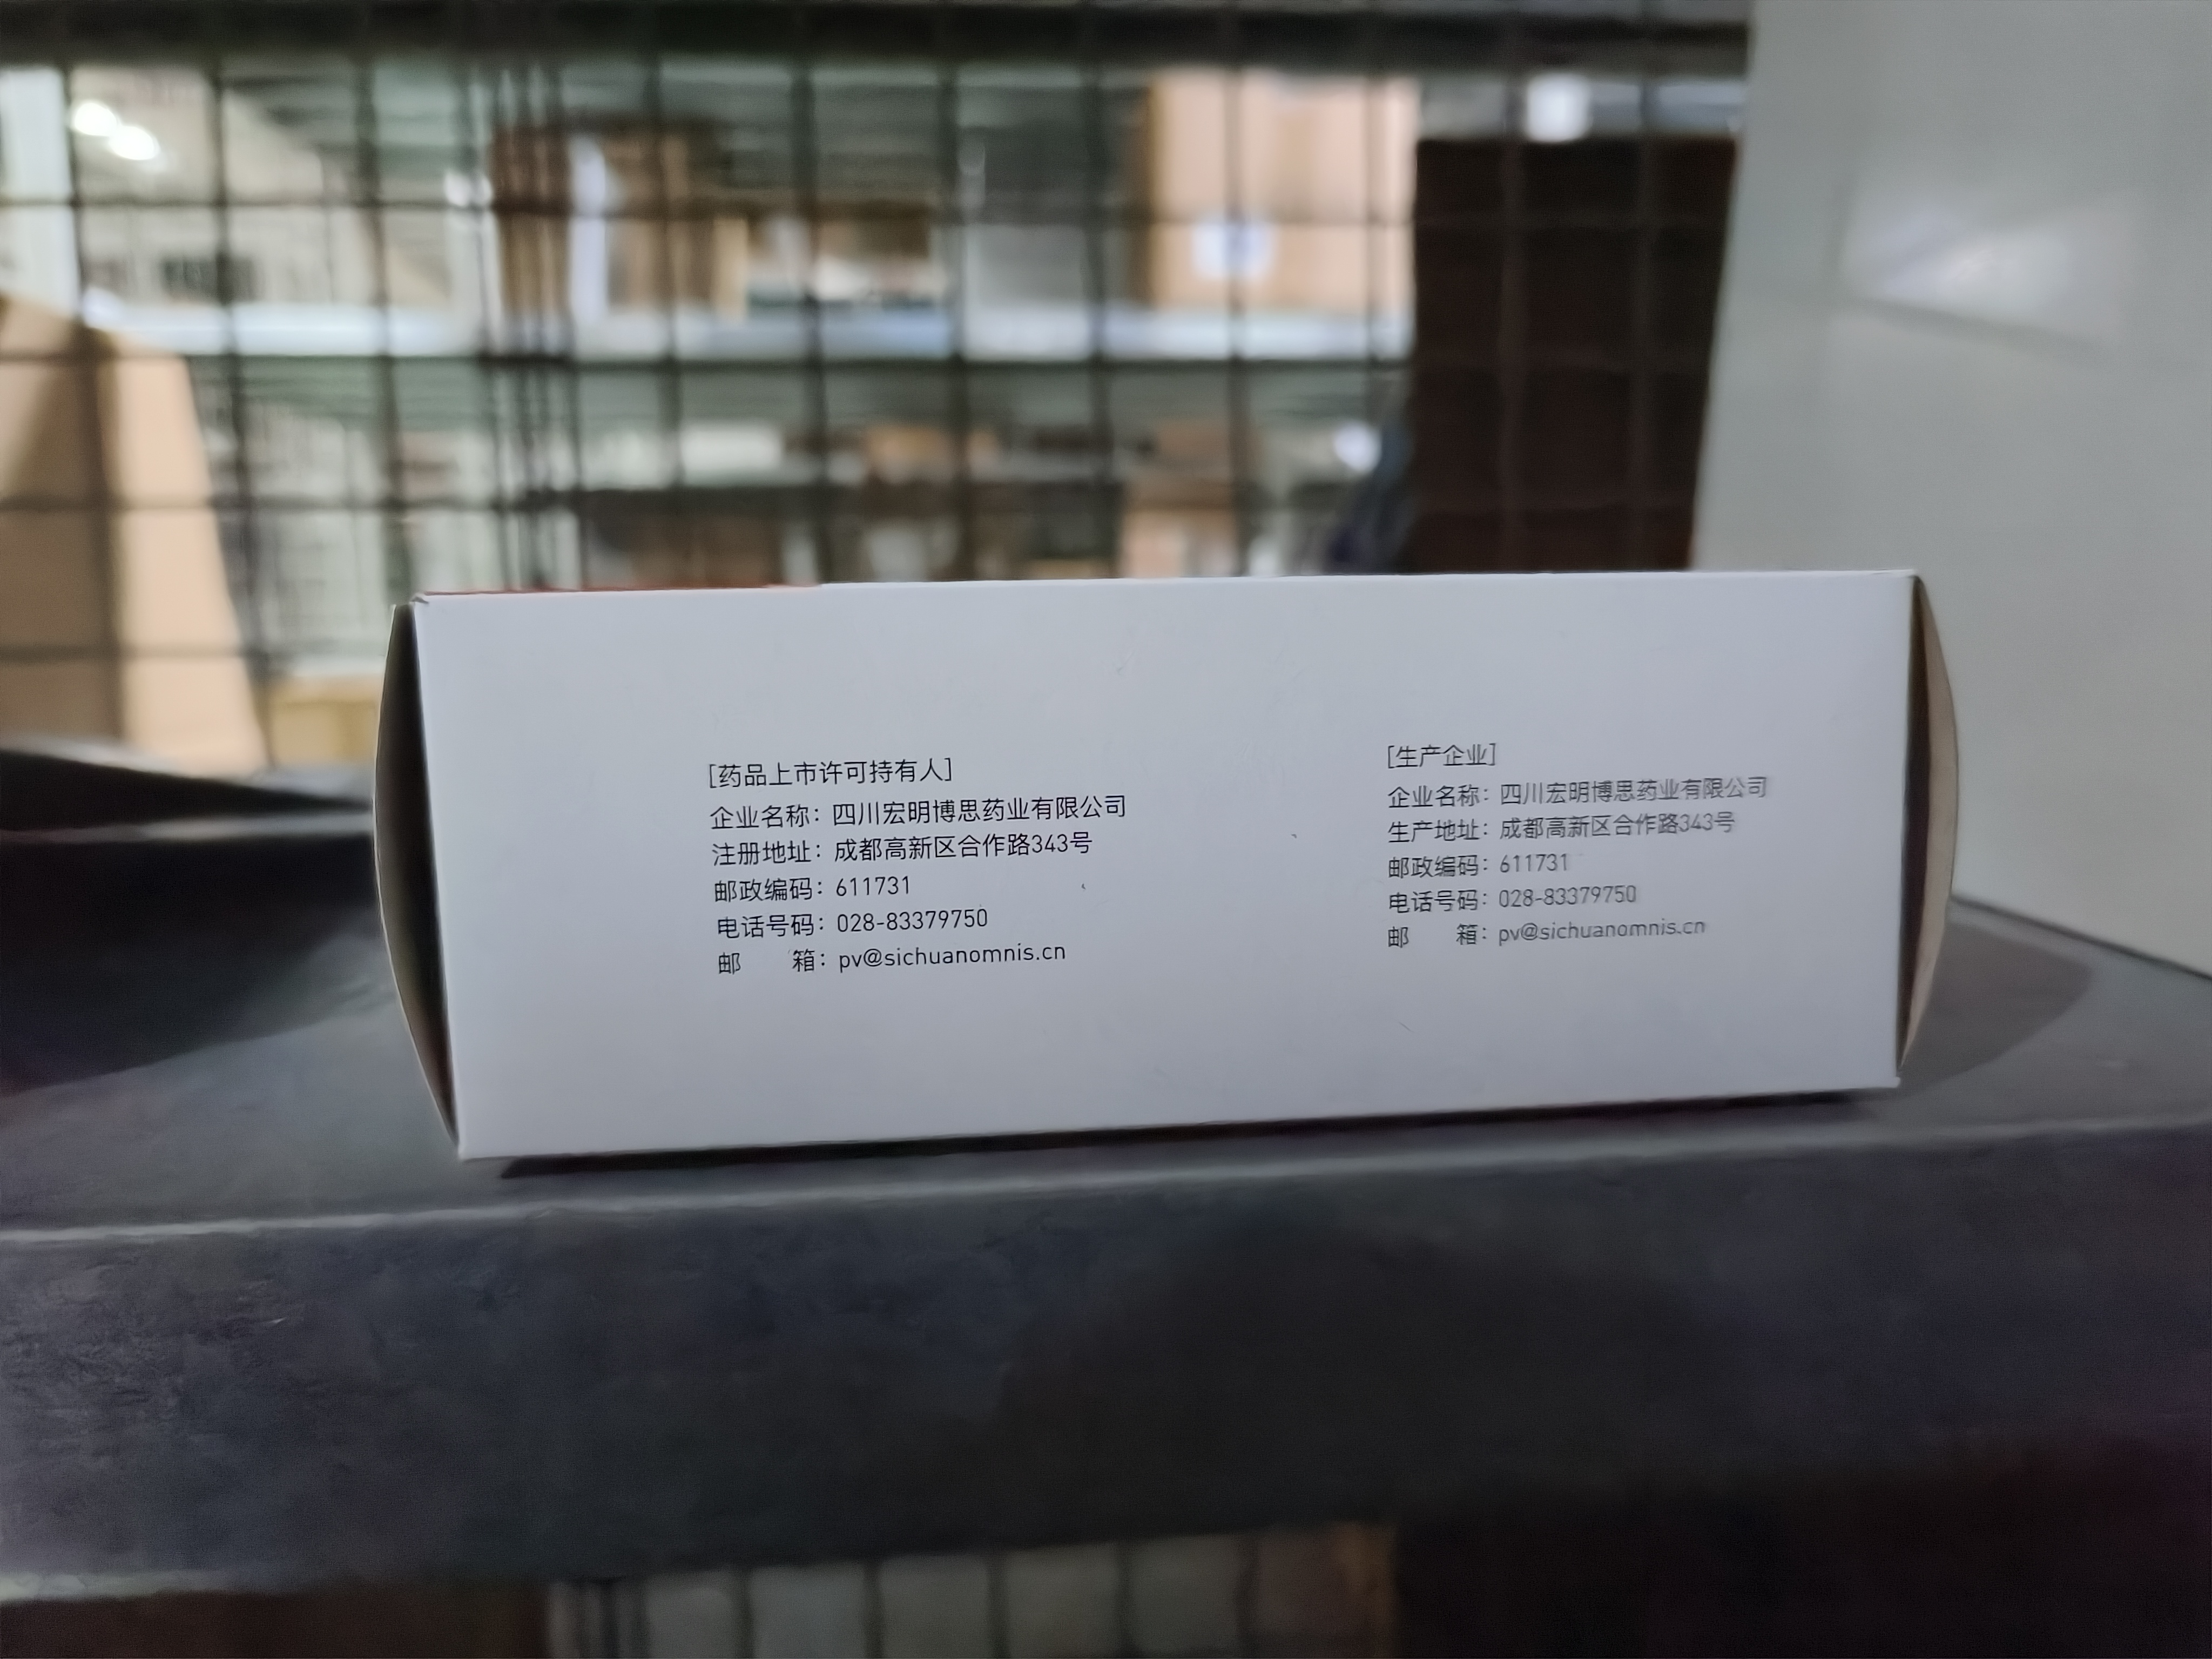 [药品上市许可持有人]
企业名称：四川宏明博思药业有限公司
注册地址：成都高新区合作路343号
邮政编码：611731
电话号码：028-83379750
邮　　箱：pv@sichuanomnis.cn
[生产企业]
企业名称：四川宏明博思药业有限公司
生产地址：成都高新区合作路343号
邮政编码：611731
电话号码：028-83379750
邮　　箱：pv@sichuanomnis.cn